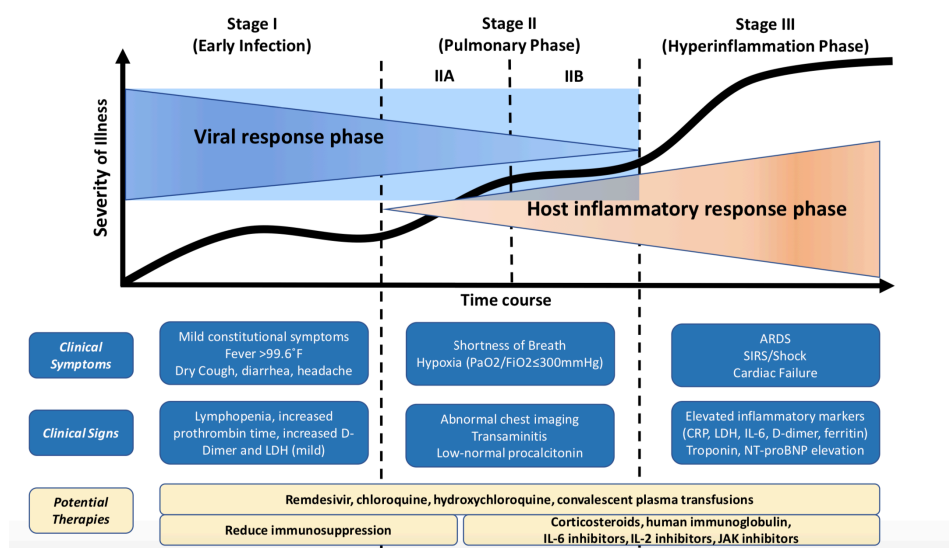 Stage I
(Early Infection)
Stage II
(Pulmonary Phase)
Stage III
(Hyperinflammation Phase)
IIA
IIB
Severity of Illness
Viral response phase
Host inflammatory response phase
Time course
Clinical
Symptoms
Mild constitutional symptoms
Fever >99.6˚F
Dry Cough, diarrhea, headache
Shortness of Breath
Hypoxia (PaO2/FiO2≤300mmHg)
ARDS
SIRS/Shock
Cardiac Failure
Clinical Signs
Lymphopenia, increased
prothrombin time, increased D-
Dimer and LDH (mild)
Abnormal chest imaging
Transaminitis
Low-normal procalcitonin
Elevated inflammatory markers
(CRP, LDH, IL-6, D-dimer, ferritin)
Troponin, NT-proBNP elevation
Potential
Therapies
Remdesivir, chloroquine, hydroxychloroquine, convalescent plasma transfusions
Reduce immunosuppression
Corticosteroids, human immunoglobulin,
IL-6 inhibitors, IL-2 inhibitors, JAK inhibitors